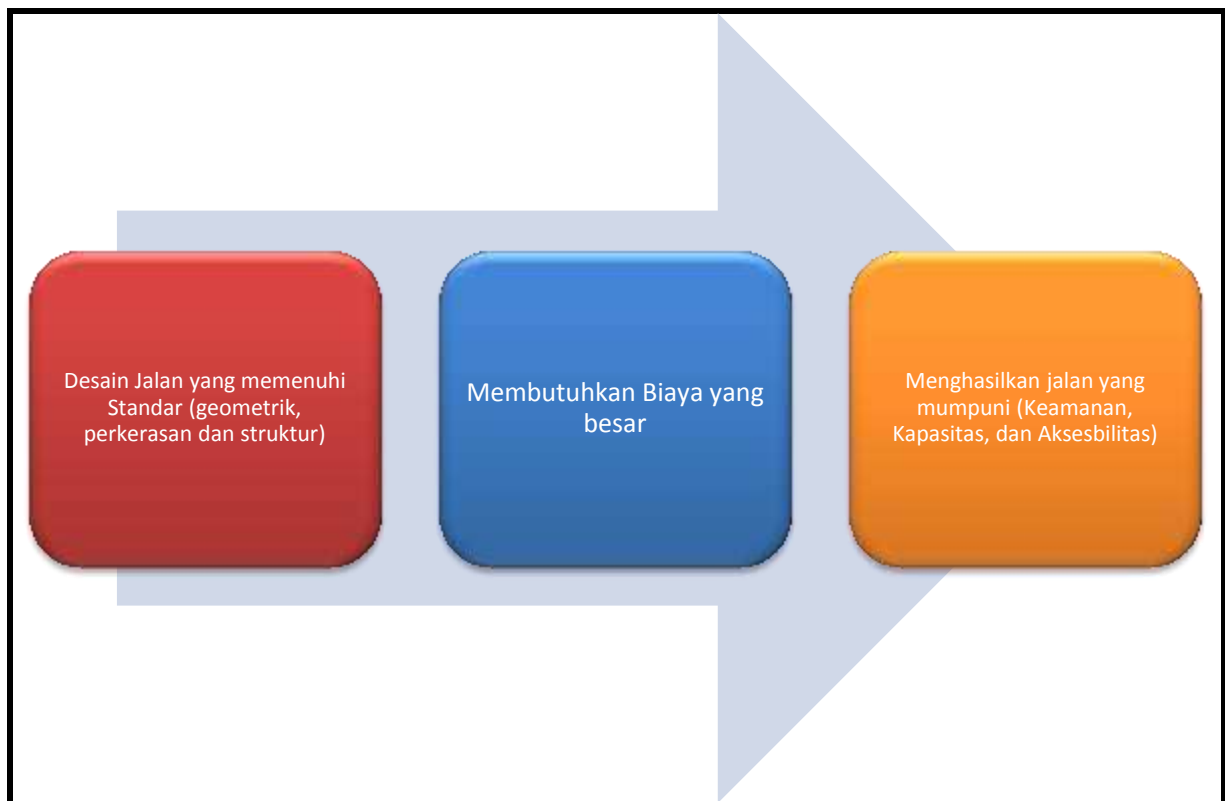 Desain Jalan yang memenuhi
Standar (geometrik,
perkerasan dan struktur)
Membutuhkan Biaya yang
besar
Menghasilkan jalan yang
mumpuni (Keamanan,
Kapasitas, dan Aksesbilitas)